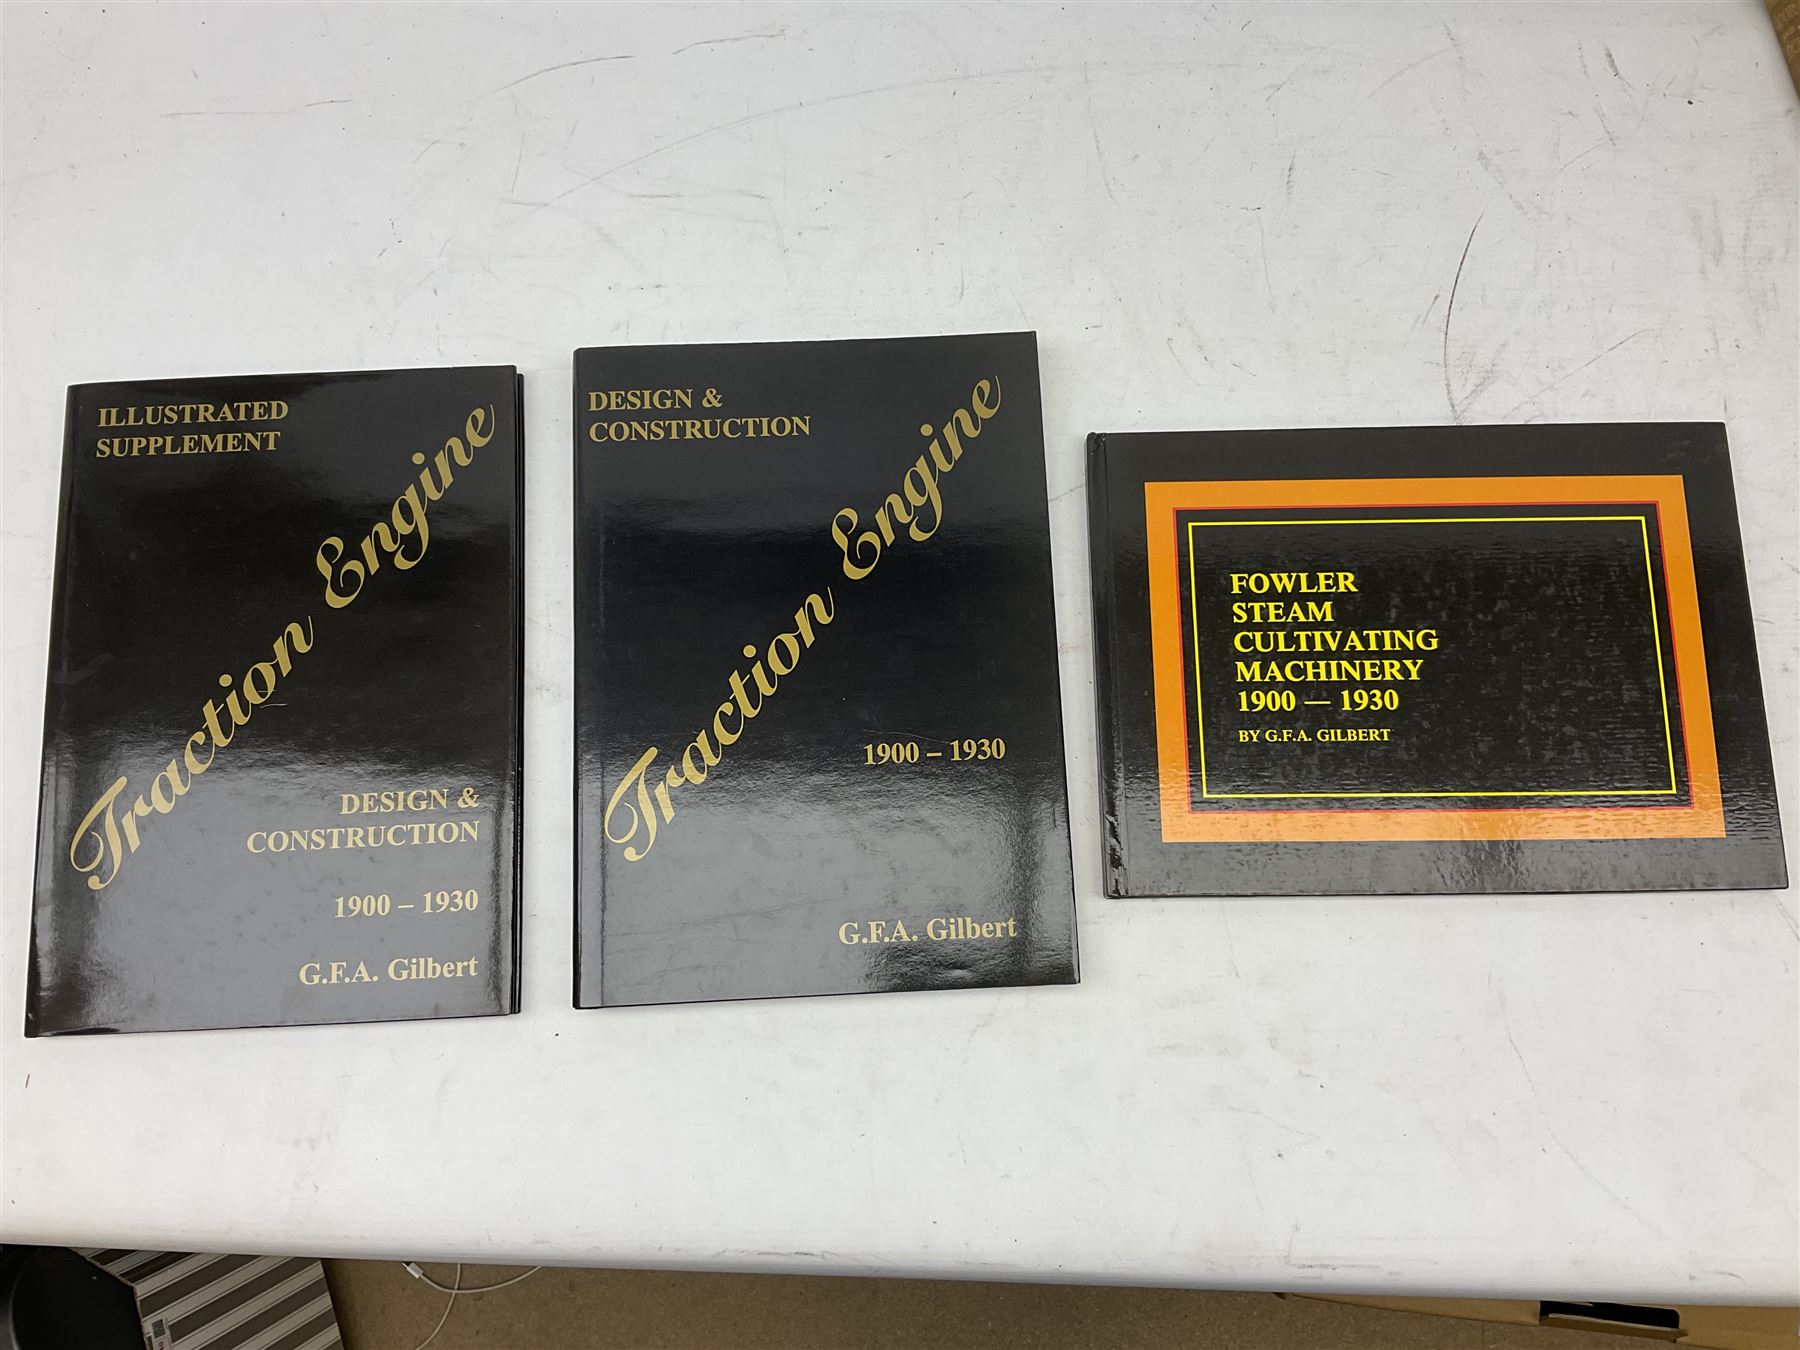 ILLUSTRATED
SUPPLEMENT
Traction Engine
DESIGN &
CONSTRUCTION
1900 – 1930
G.F.A. Gilbert
DESIGN &
CONSTRUCTION
Traction Engine
1900 – 1930
G.F.A. Gilbert
FOWLER
STEAM
CULTIVATING
MACHINERY
1900 — 1930
BY G.F.A. GILBERT